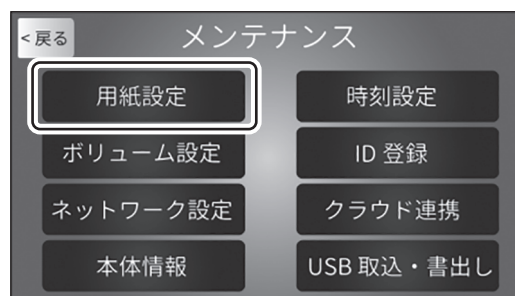 <戻る
メンテナンス
用紙設定
時刻設定
ボリューム設定
ID 登録
ネットワーク設定
クラウド連携
本体情報
USB 取込・書出し